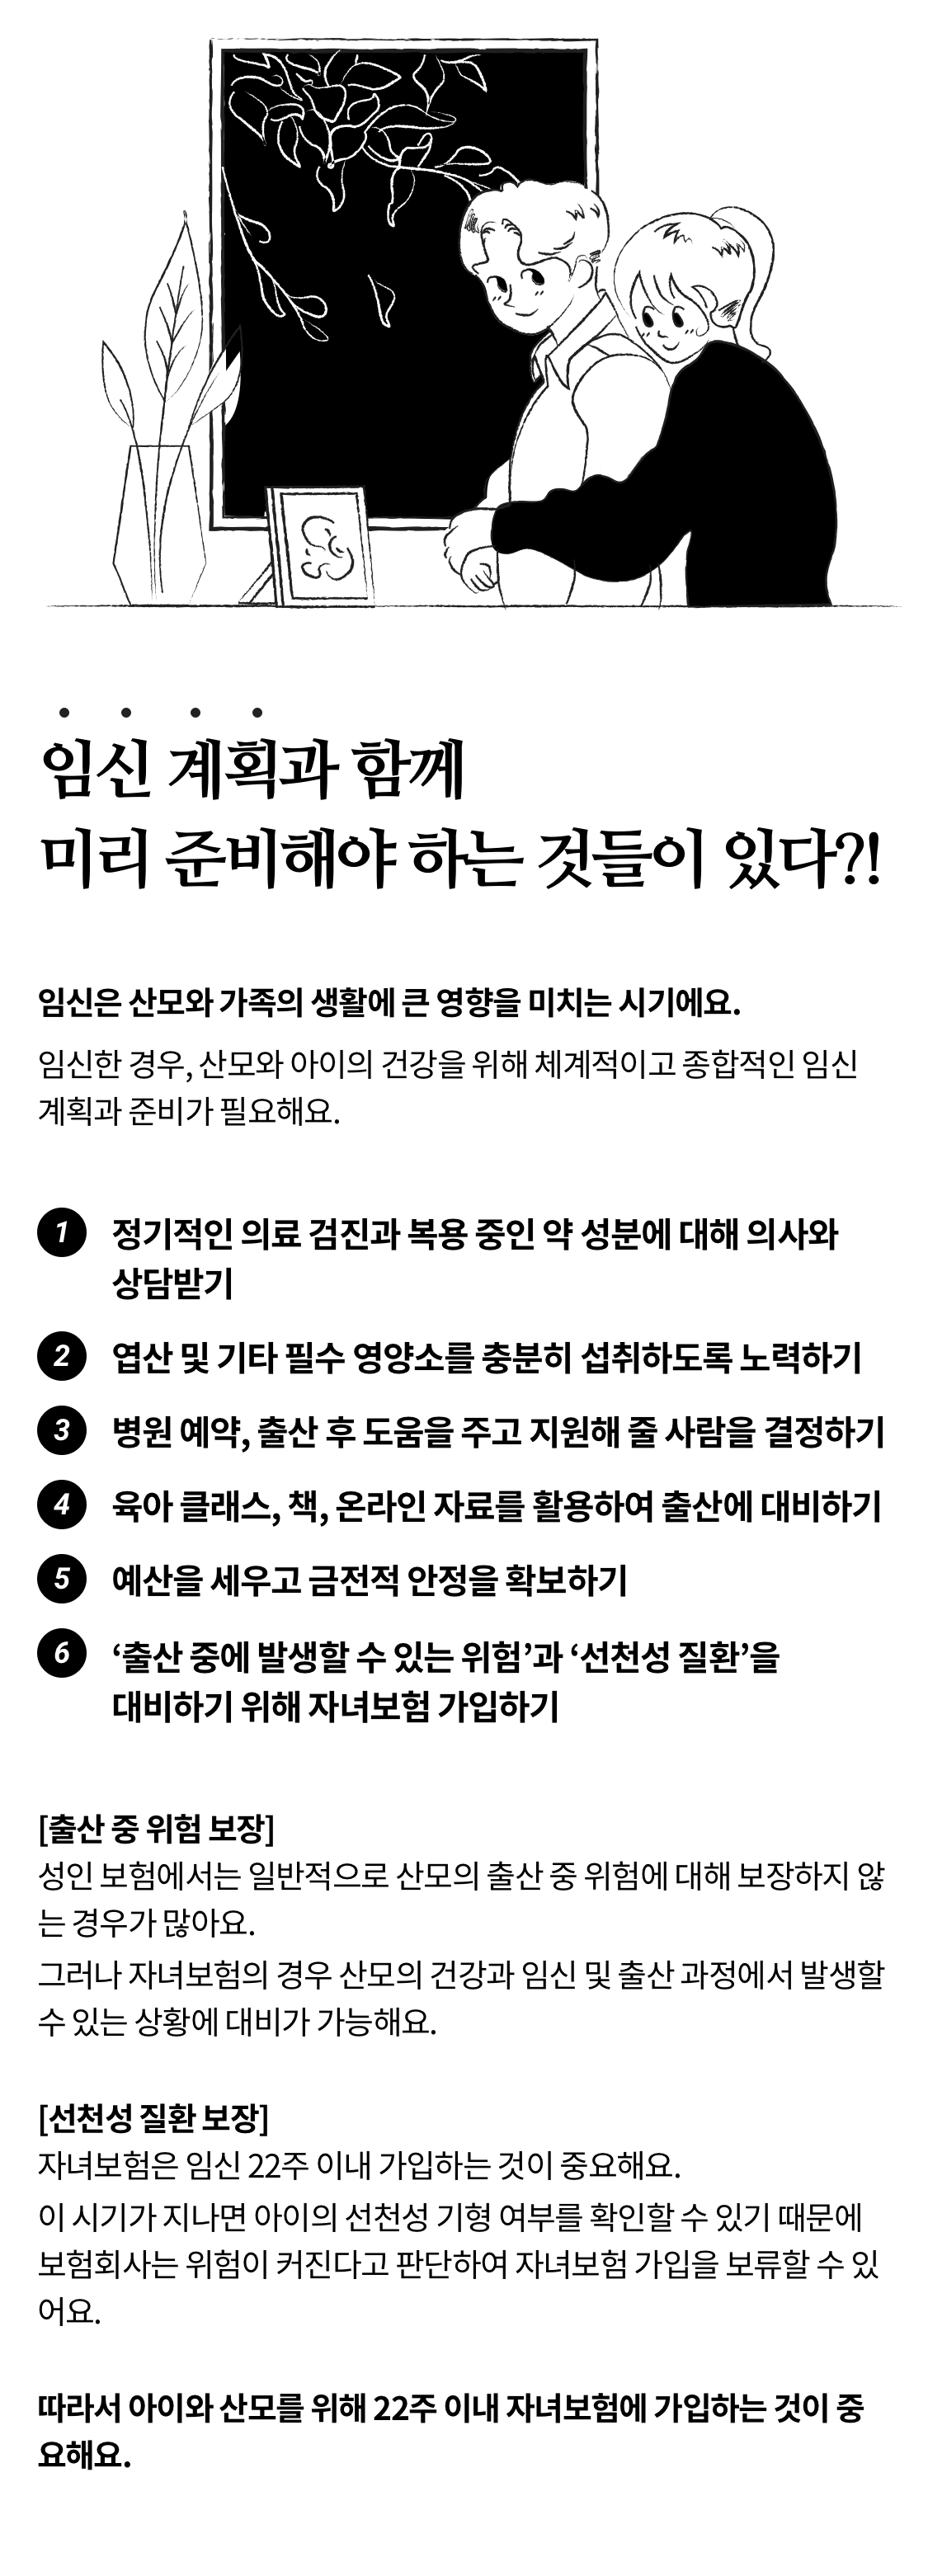 임신 계획과 함께
미리 준비해야 하는 것들이 있다?!
임신은 산모와 가족의 생활에 큰 영향을 미치는 시기에요.
임신한 경우, 산모와 아이의 건강을 위해 체계적이고 종합적인 임신
계획과 준비가 필요해요.
1 정기적인 의료 검진과 복용 중인 약 성분에 대해 의사와
상담받기
2 엽산 및 기타 필수 영양소를 충분히 섭취하도록 노력하기
3 병원 예약, 출산 후 도움을 주고 지원해 줄 사람을 결정하기
4 육아 클래스, 책, 온라인 자료를 활용하여 출산에 대비하기
5 예산을 세우고 금전적 안정을 확보하기
6 ‘출산 중에 발생할 수 있는 위험’과 ‘선천성 질환’을
대비하기 위해 자녀보험 가입하기
[출산 중 위험 보장]
성인 보험에서는 일반적으로 산모의 출산 중 위험에 대해 보장하지 않
는 경우가 많아요.
그러나 자녀보험의 경우 산모의 건강과 임신 및 출산 과정에서 발생할
수 있는 상황에 대비가 가능해요.
[선천성 질환 보장]
자녀보험은 임신 22주 이내 가입하는 것이 중요해요.
이 시기가 지나면 아이의 선천성 기형 여부를 확인할 수 있기 때문에
보험회사는 위험이 커진다고 판단하여 자녀보험 가입을 보류할 수 있
어요.
따라서 아이와 산모를 위해 22주 이내 자녀보험에 가입하는 것이 중
요해요.